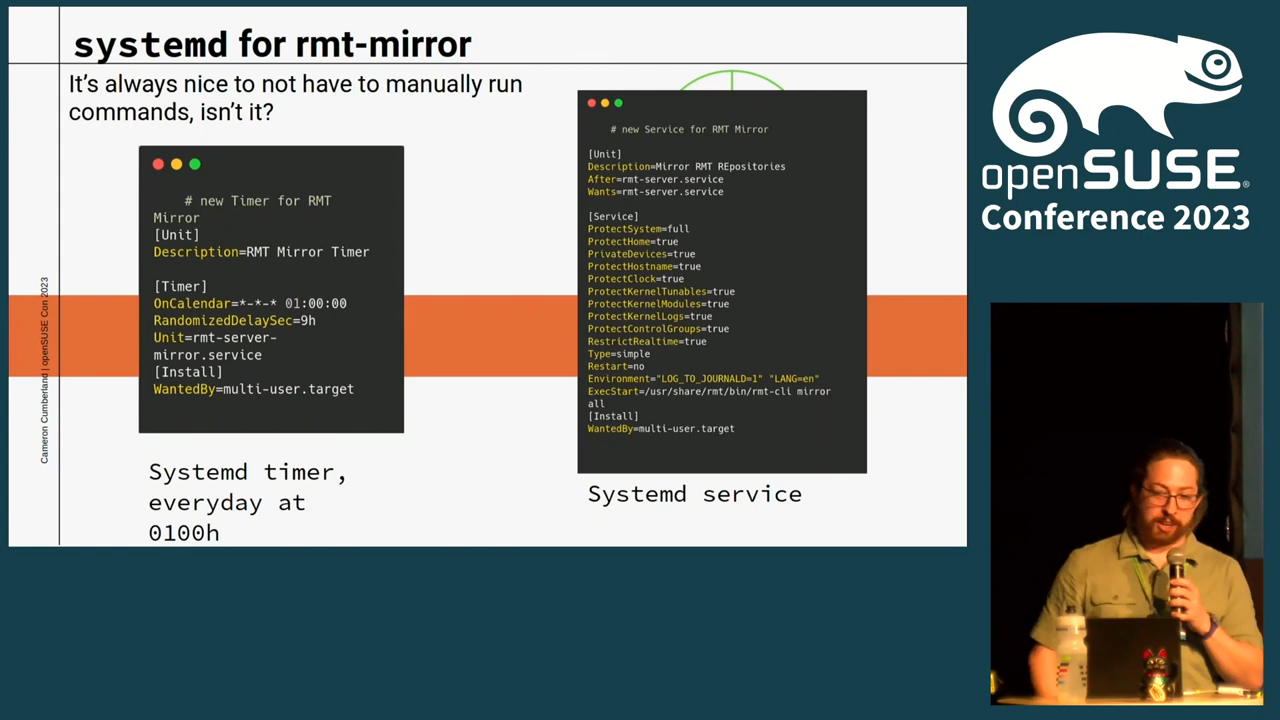 systemd for rmt-mirror
It's always nice to not have to manually run
commands, isn't it?
# new Timer for RMT
Mirror
[Unit]
Description=RMT Mirror Timer
[Timer]
OnCalendar=*-*-* 01:00:00
RandomizedDelaySec=9h
Unit=rmt-server-
mirror.service
[Install]
WantedBy=multi-user.target
Systemd timer,
everyday at
0100h
# new Service for RMT Mirror
[Unit]
Description=Mirror RMT REpositories
After=rmt-server.service
Wants=rmt-server.service
[Service]
ProtectSystem=full
ProtectHome=true
PrivateDevices=true
ProtectHostname=true
ProtectClock=true
ProtectKernelTunables=true
ProtectKernelModules=true
ProtectKernelLogs=true
ProtectControlGroups=true
RestrictRealtime=true
Type=simple
Restart=no
Environment="LOG_TO_JOURNALD=1" "LANG=en"
ExecStart=/usr/share/rmt/bin/rmt-cli mirror
all
[Install]
WantedBy=multi-user.target
Systemd service
Cameron Cumberland | openSUSE Con 2023
openSUSE®
Conference 2023